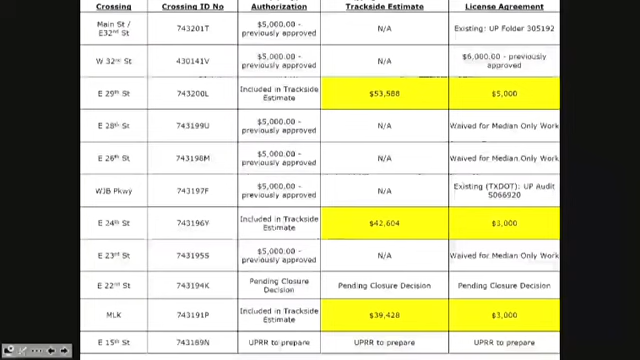 Crossing Crossing ID No Authorization Trackside Estimate License Agreement
Main St / E32nd St 743201T $5,000.00 - previously approved N/A Existing: UP Folder 305192
W 32nd St 430141V $5,000.00 - previously approved N/A $6,000.00 - previously approved
E 29th St 743200L Included in Trackside Estimate $53,588 $5,000
E 28th St 743199U $5,000.00 - previously approved N/A Waived for Median Only Work
E 26th St 743198M $5,000.00 - previously approved N/A Waived for Median Only Work
WJB Pkwy 743197F $5,000.00 - previously approved N/A Existing (TXDOT): UP Audit S066920
E 24th St 743196Y Included in Trackside Estimate $42,604 $3,000
E 23rd St 743195S $5,000.00 - previously approved N/A Waived for Median Only Work
E 22nd St 743194K Pending Closure Decision Pending Closure Decision Pending Closure Decision
MLK 743191P Included in Trackside Estimate $39,428 $3,000
E 15th St 743189N UPRR to prepare UPRR to prepare UPRR to prepare